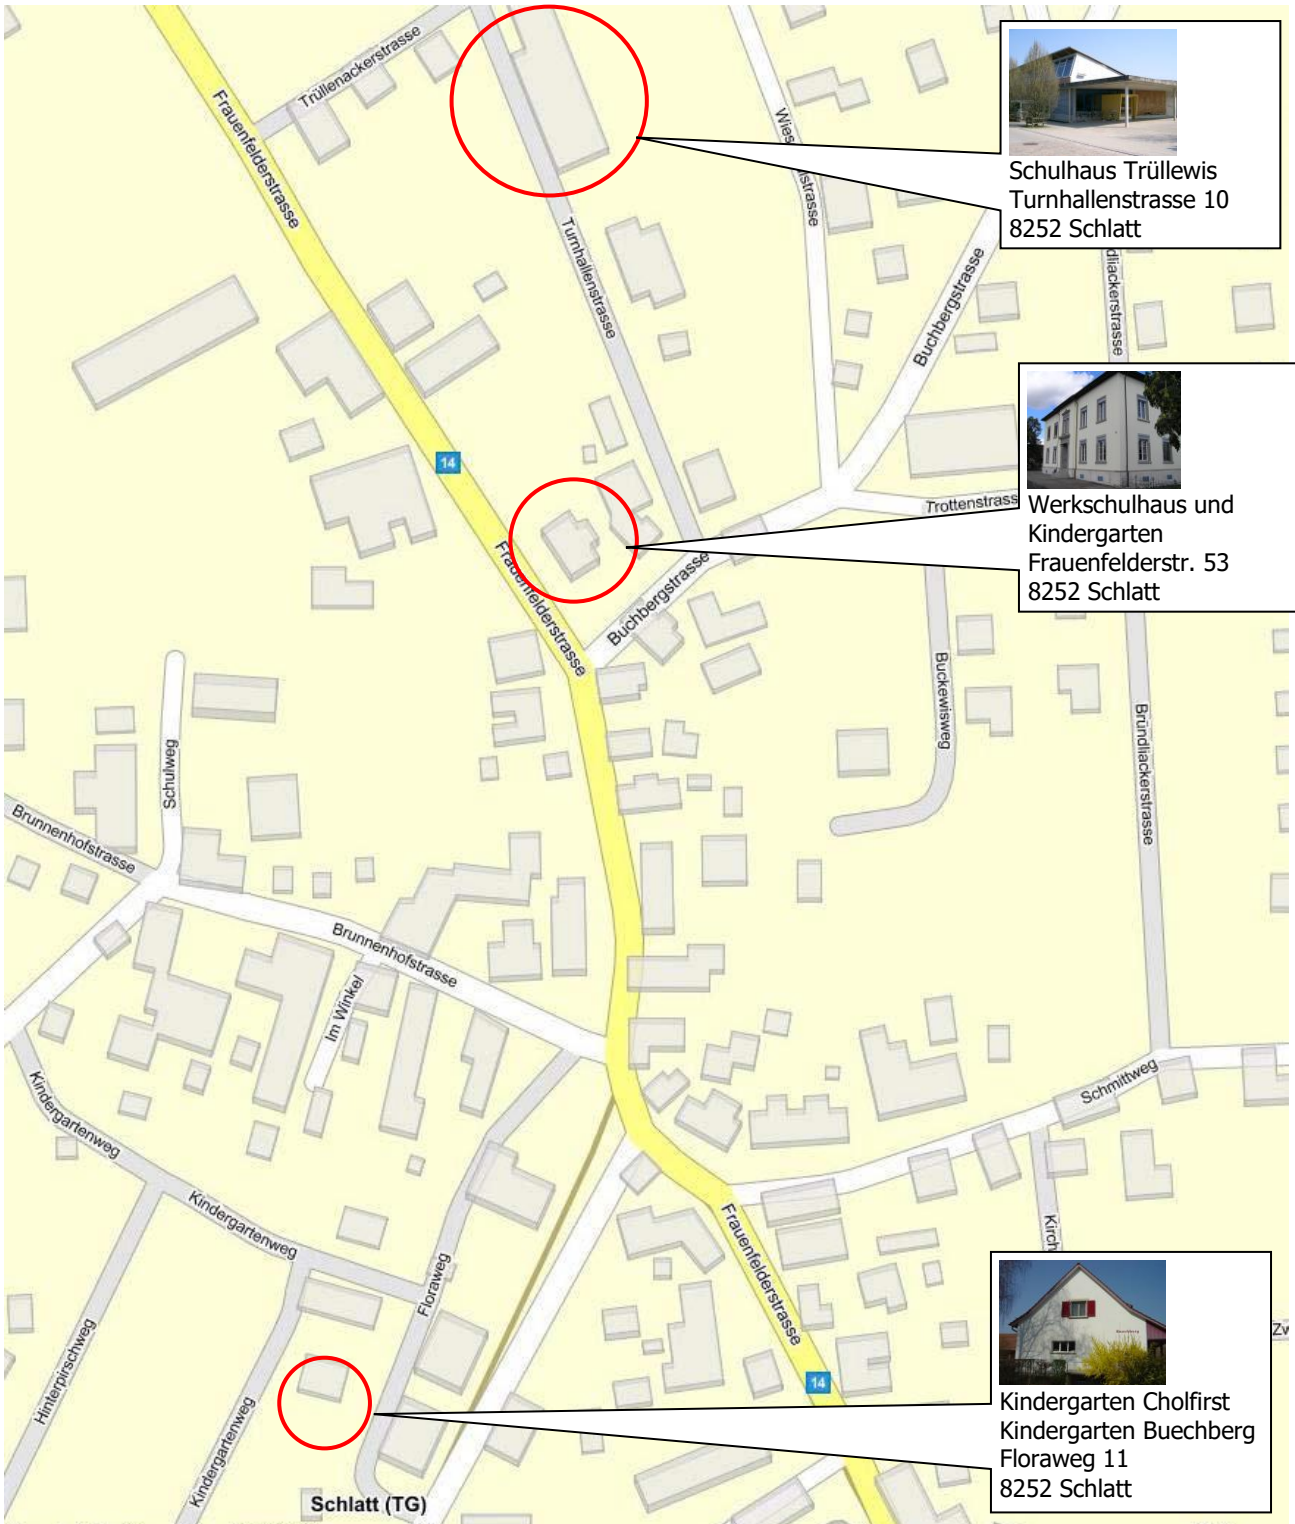 Trüllenackerstrasse
Frauenfelderstrasse
Turnhallenstrasse
Buchbergstrasse
Schulhaus Trüllewis
Turnhallenstrasse 10
8252 Schlatt
14
Trottenstrass
Werkschulhaus und
Kindergarten
Frauenfelderstr. 53
8252 Schlatt
Frauenfelderstrasse
Buchbergstrasse
Buckewisweg
Bründliackerstrasse
Schulweg
Brunnenhofstrasse
Brunnenhofstrasse
Im Winkel
Schmittweg
Kindergartenweg
Kindergartenweg
Floraweg
Frauenfelderstrasse
Kirch
Hinterpirschweg
Kindergartenweg
14
Zw
Kindergarten Cholfirst
Kindergarten Buechberg
Floraweg 11
8252 Schlatt
Schlatt (TG)